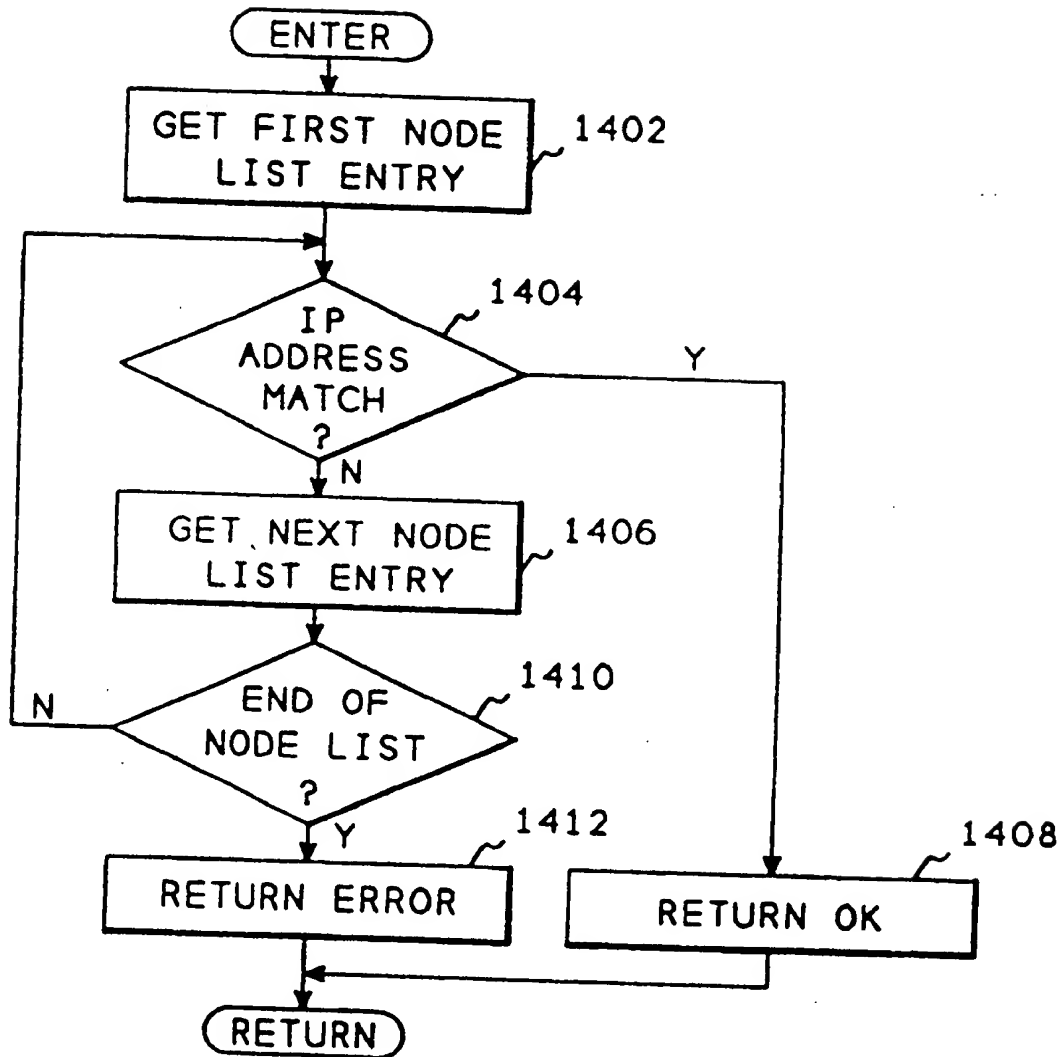 ENTER
GET FIRST NODE
LIST ENTRY
1402
1404
IP
ADDRESS
MATCH
?
Y
N
GET NEXT NODE
LIST ENTRY
1406
1410
END OF
NODE LIST
?
N
Y
1412
RETURN ERROR
1408
RETURN OK
RETURN